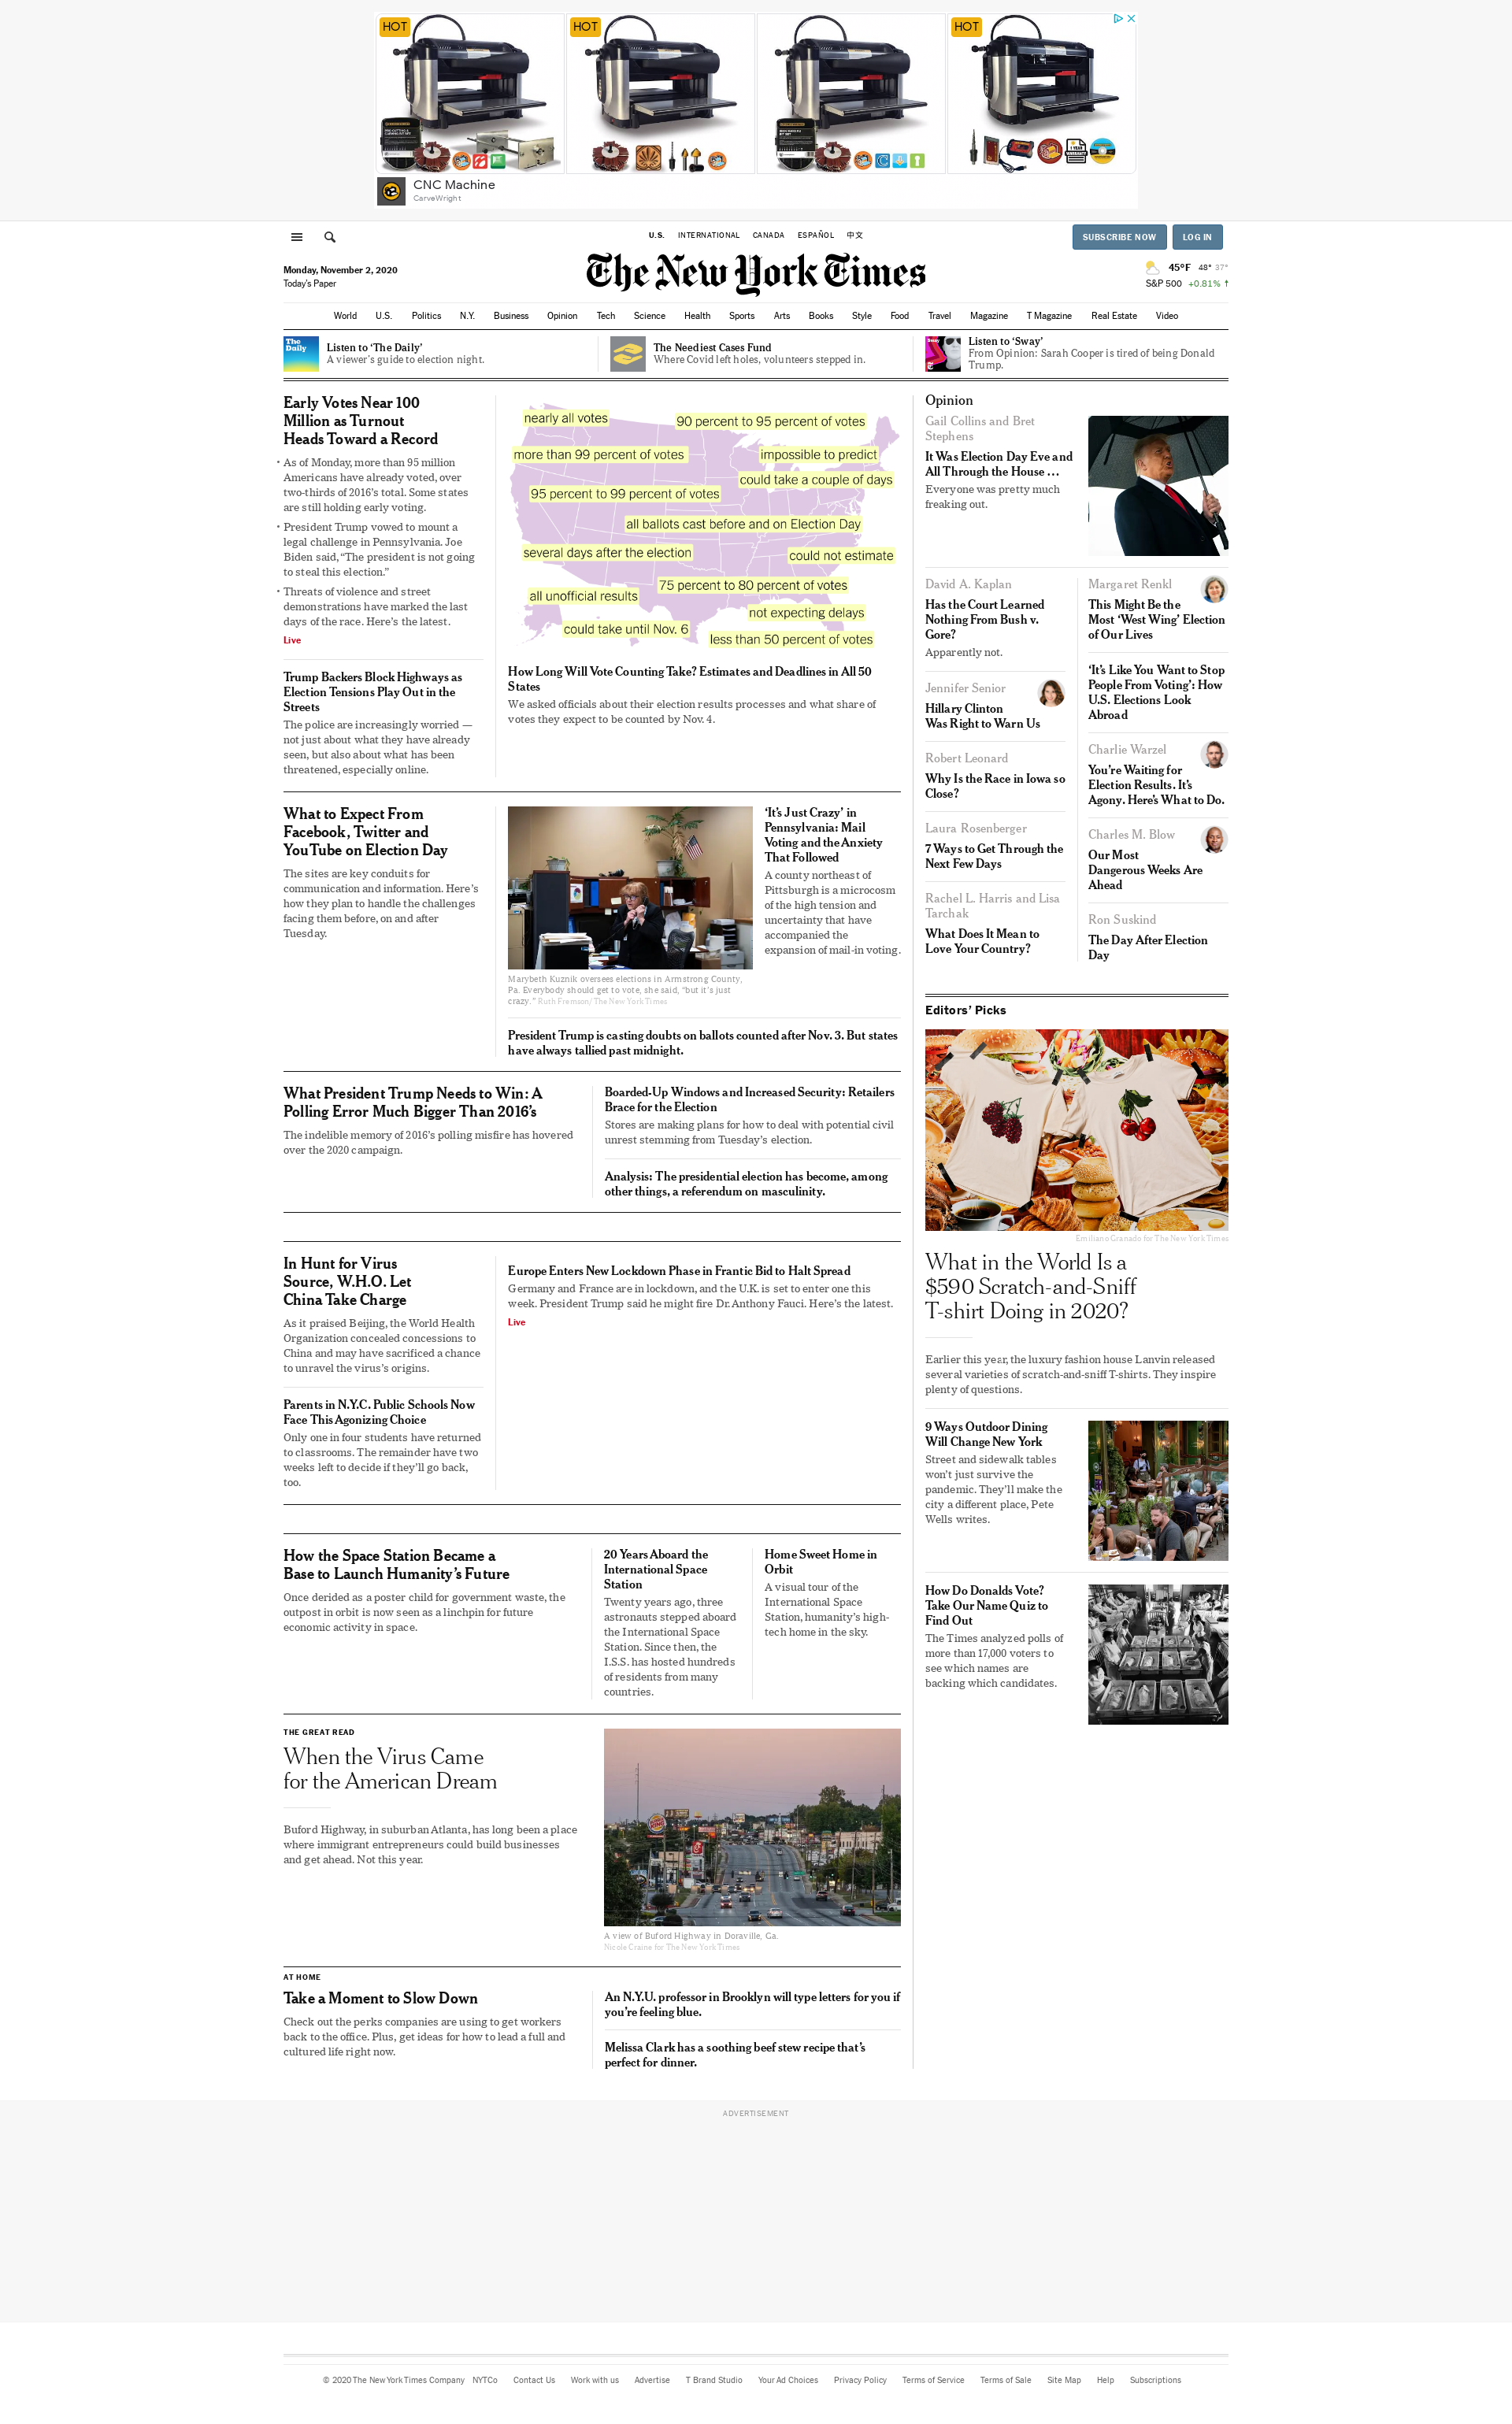 HOT
HOT
HOT
CNC Machine
CarveWright
U.S. INTERNATIONAL CANADA ESPAÑOL 中文
SUBSCRIBE NOW LOG IN
Monday, November 2, 2020
Today's Paper
The New York Times
45°F 48° 37°
S&P 500 +0.81% ↑
World U.S. Politics N.Y. Business Opinion Tech Science Health Sports Arts Books Style Food Travel Magazine T Magazine Real Estate Video
The
Daily
Listen to ‘The Daily’
A viewer's guide to election night.
The Neediest Cases Fund
Where Covid left holes, volunteers stepped in.
Sway
Listen to ‘Sway’
From Opinion: Sarah Cooper is tired of being Donald
Trump.
Early Votes Near 100
Million as Turnout
Heads Toward a Record
• As of Monday, more than 95 million
Americans have already voted, over
two-thirds of 2016’s total. Some states
are still holding early voting.
• President Trump vowed to mount a
legal challenge in Pennsylvania. Joe
Biden said, “The president is not going
to steal this election.”
• Threats of violence and street
demonstrations have marked the last
days of the race. Here’s the latest.
Live
Trump Backers Block Highways as
Election Tensions Play Out in the
Streets
The police are increasingly worried —
not just about what they have already
seen, but also about what has been
threatened, especially online.
nearly all votes
90 percent to 95 percent of votes
more than 99 percent of votes
impossible to predict
could take a couple of days
95 percent to 99 percent of votes
all ballots cast before and on Election Day
several days after the election
could not estimate
75 percent to 80 percent of votes
all unofficial results
not expecting delays
could take until Nov. 6
less than 50 percent of votes
How Long Will Vote Counting Take? Estimates and Deadlines in All 50
States
We asked officials about their election results processes and what share of
votes they expect to be counted by Nov. 4.
What to Expect From
Facebook, Twitter and
YouTube on Election Day
The sites are key conduits for
communication and information. Here’s
how they plan to handle the challenges
facing them before, on and after
Tuesday.
Marybeth Kuznik oversees elections in Armstrong County,
Pa. Everybody should get to vote, she said, “but it’s just
crazy.” Ruth Fremson/The New York Times
‘It’s Just Crazy’ in
Pennsylvania: Mail
Voting and the Anxiety
That Followed
A county northeast of
Pittsburgh is a microcosm
of the high tension and
uncertainty that have
accompanied the
expansion of mail-in voting.
President Trump is casting doubts on ballots counted after Nov. 3. But states
have always tallied past midnight.
What President Trump Needs to Win: A
Polling Error Much Bigger Than 2016’s
The indelible memory of 2016’s polling misfire has hovered
over the 2020 campaign.
Boarded-Up Windows and Increased Security: Retailers
Brace for the Election
Stores are making plans for how to deal with potential civil
unrest stemming from Tuesday’s election.
Analysis: The presidential election has become, among
other things, a referendum on masculinity.
In Hunt for Virus
Source, W.H.O. Let
China Take Charge
As it praised Beijing, the World Health
Organization concealed concessions to
China and may have sacrificed a chance
to unravel the virus’s origins.
Parents in N.Y.C. Public Schools Now
Face This Agonizing Choice
Only one in four students have returned
to classrooms. The remainder have two
weeks left to decide if they’ll go back,
too.
Europe Enters New Lockdown Phase in Frantic Bid to Halt Spread
Germany and France are in lockdown, and the U.K. is set to enter one this
week. President Trump said he might fire Dr. Anthony Fauci. Here’s the latest.
Live
How the Space Station Became a
Base to Launch Humanity’s Future
Once derided as a poster child for government waste, the
outpost in orbit is now seen as a linchpin for future
economic activity in space.
20 Years Aboard the
International Space
Station
Twenty years ago, three
astronauts stepped aboard
the International Space
Station. Since then, the
I.S.S. has hosted hundreds
of residents from many
countries.
Home Sweet Home in
Orbit
A visual tour of the
International Space
Station, humanity’s high-
tech home in the sky.
THE GREAT READ
When the Virus Came
for the American Dream
Buford Highway, in suburban Atlanta, has long been a place
where immigrant entrepreneurs could build businesses
and get ahead. Not this year.
A view of Buford Highway in Doraville, Ga.
Nicole Craine for The New York Times
AT HOME
Take a Moment to Slow Down
Check out the perks companies are using to get workers
back to the office. Plus, get ideas for how to lead a full and
cultured life right now.
An N.Y.U. professor in Brooklyn will type letters for you if
you’re feeling blue.
Melissa Clark has a soothing beef stew recipe that’s
perfect for dinner.
Opinion
Gail Collins and Bret
Stephens
It Was Election Day Eve and
All Through the House …
Everyone was pretty much
freaking out.
David A. Kaplan
Has the Court Learned
Nothing From Bush v.
Gore?
Apparently not.
Jennifer Senior
Hillary Clinton
Was Right to Warn Us
Robert Leonard
Why Is the Race in Iowa so
Close?
Laura Rosenberger
7 Ways to Get Through the
Next Few Days
Rachel L. Harris and Lisa
Tarchak
What Does It Mean to
Love Your Country?
Margaret Renkl
This Might Be the
Most ‘West Wing’ Election
of Our Lives
‘It’s Like You Want to Stop
People From Voting’: How
U.S. Elections Look
Abroad
Charlie Warzel
You’re Waiting for
Election Results. It’s
Agony. Here’s What to Do.
Charles M. Blow
Our Most
Dangerous Weeks Are
Ahead
Ron Suskind
The Day After Election
Day
Editors’ Picks
Emiliano Granado for The New York Times
What in the World Is a
$590 Scratch-and-Sniff
T-shirt Doing in 2020?
Earlier this year, the luxury fashion house Lanvin released
several varieties of scratch-and-sniff T-shirts. They inspire
plenty of questions.
9 Ways Outdoor Dining
Will Change New York
Street and sidewalk tables
won’t just survive the
pandemic. They’ll make the
city a different place, Pete
Wells writes.
How Do Donalds Vote?
Take Our Name Quiz to
Find Out
The Times analyzed polls of
more than 17,000 voters to
see which names are
backing which candidates.
ADVERTISEMENT
© 2020 The New York Times Company NYTCo Contact Us Work with us Advertise T Brand Studio Your Ad Choices Privacy Policy Terms of Service Terms of Sale Site Map Help Subscriptions